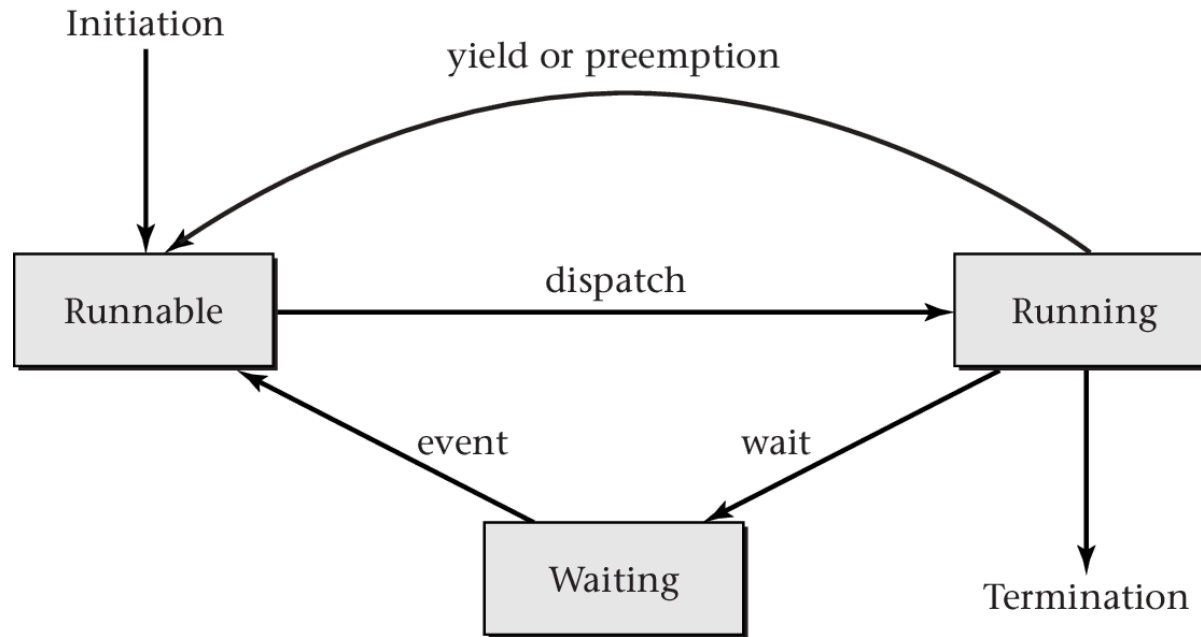 Initiation
yield or preemption
dispatch
Runnable
Running
event
wait
Waiting
Termination